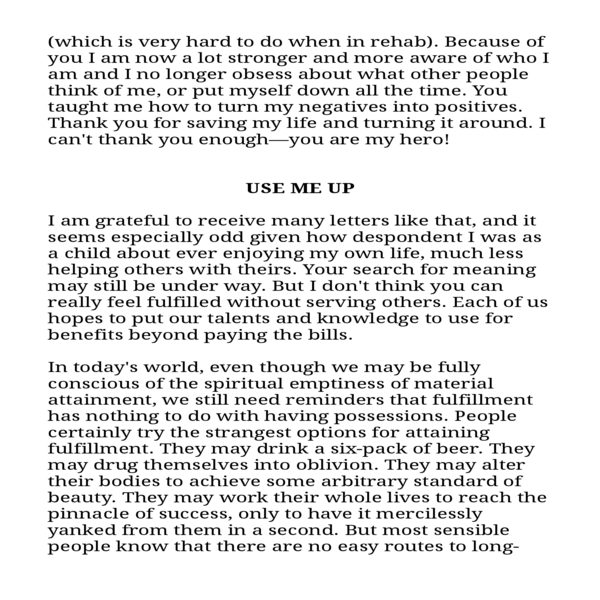 (which is very hard to do when in rehab). Because of
you I am now a lot stronger and more aware of who I
am and I no longer obsess about what other people
think of me, or put myself down all the time. You
taught me how to turn my negatives into positives.
Thank you for saving my life and turning it around. I
can't thank you enough—you are my hero!
USE ME UP
I am grateful to receive many letters like that, and it
seems especially odd given how despondent I was as
a child about ever enjoying my own life, much less
helping others with theirs. Your search for meaning
may still be under way. But I don't think you can
really feel fulfilled without serving others. Each of us
hopes to put our talents and knowledge to use for
benefits beyond paying the bills.
In today's world, even though we may be fully
conscious of the spiritual emptiness of material
attainment, we still need reminders that fulfillment
has nothing to do with having possessions. People
certainly try the strangest options for attaining
fulfillment. They may drink a six-pack of beer. They
may drug themselves into oblivion. They may alter
their bodies to achieve some arbitrary standard of
beauty. They may work their whole lives to reach the
pinnacle of success, only to have it mercilessly
yanked from them in a second. But most sensible
people know that there are no easy routes to long-